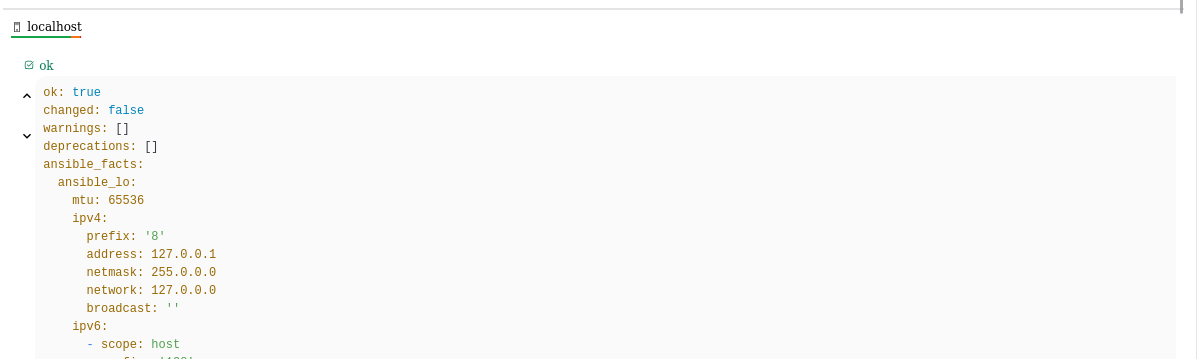 localhost
ok
ok: true
changed: false
warnings: []
deprecations: []
ansible_facts:
ansible_lo:
mtu: 65536
ipv4:
prefix: '8'
address: 127.0.0.1
netmask: 255.0.0.0
network: 127.0.0.0
broadcast: ''
ipv6:
- scope: host